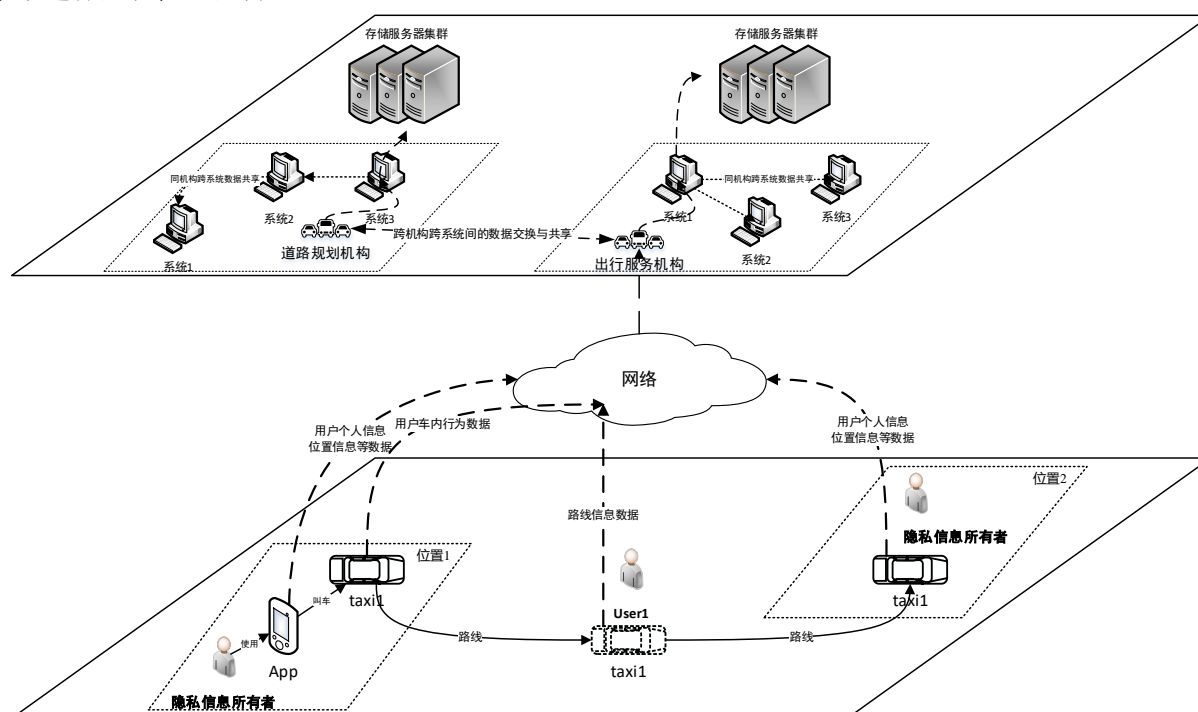 存储服务器集群
存储服务器集群
同机构跨系统数据共享
系统2
系统3
系统1
道路规划机构
跨机构跨系统间的数据交换与共享
系统1
同机构跨系统数据共享
系统3
系统2
出行服务机构
网络
用户个人信息
位置信息等数据
用户车内行为数据
用户个人信息
位置信息等数据
路线信息数据
位置1
taxi1
叫车
使用
App
隐私信息所有者
路线
User1
taxi1
路线
位置2
隐私信息所有者
taxi1